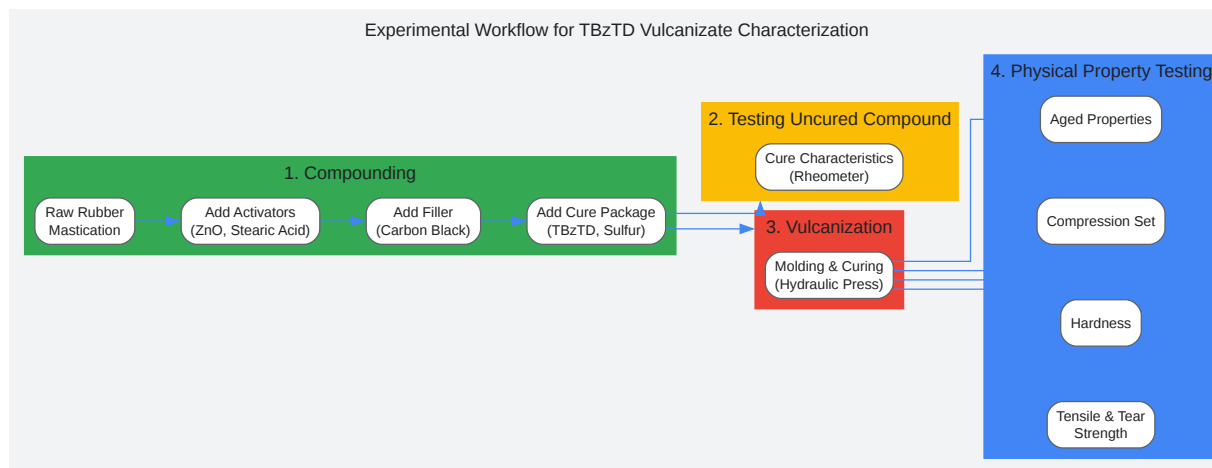 Experimental Workflow for TBzTD Vulcanizate Characterization
1. Compounding
Raw Rubber
Mastication
Add Activators
(ZnO, Stearic Acid)
Add Filler
(Carbon Black)
Add Cure Package
(TBzTD, Sulfur)
2. Testing Uncured Compound
Cure Characteristics
(Rheometer)
3. Vulcanization
Molding & Curing
(Hydraulic Press)
4. Physical Property Testing
Aged Properties
Compression Set
Hardness
Tensile & Tear
Strength